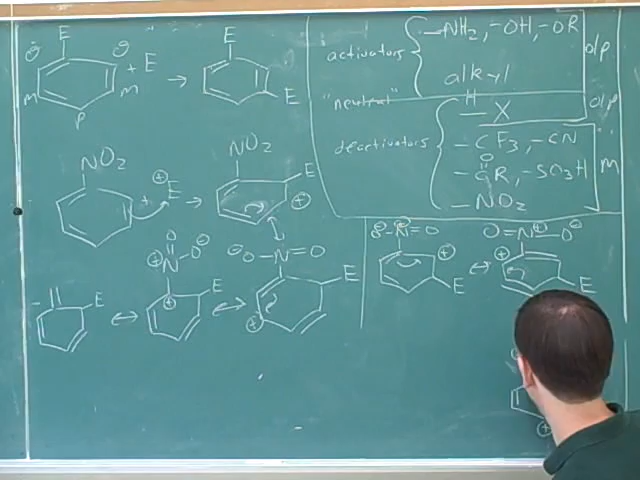 E
o o + E → E
m m
p
E
activators -NH₂, -OH, -OR
alkyl
o/p
"neutral" H
-X
o/p
deactivators -CF₃, -CN
O
-CR, -SO₃H
-NO₂
m
NO₂
+ ⊕E →
NO₂
E
⊕
O
⊕N-O⊖
⊕
E
↔
⊖O-N=O
E
⊕
E
↔
N=O
⊕
E
↔
O=N-O⊖
⊕
E
⊕